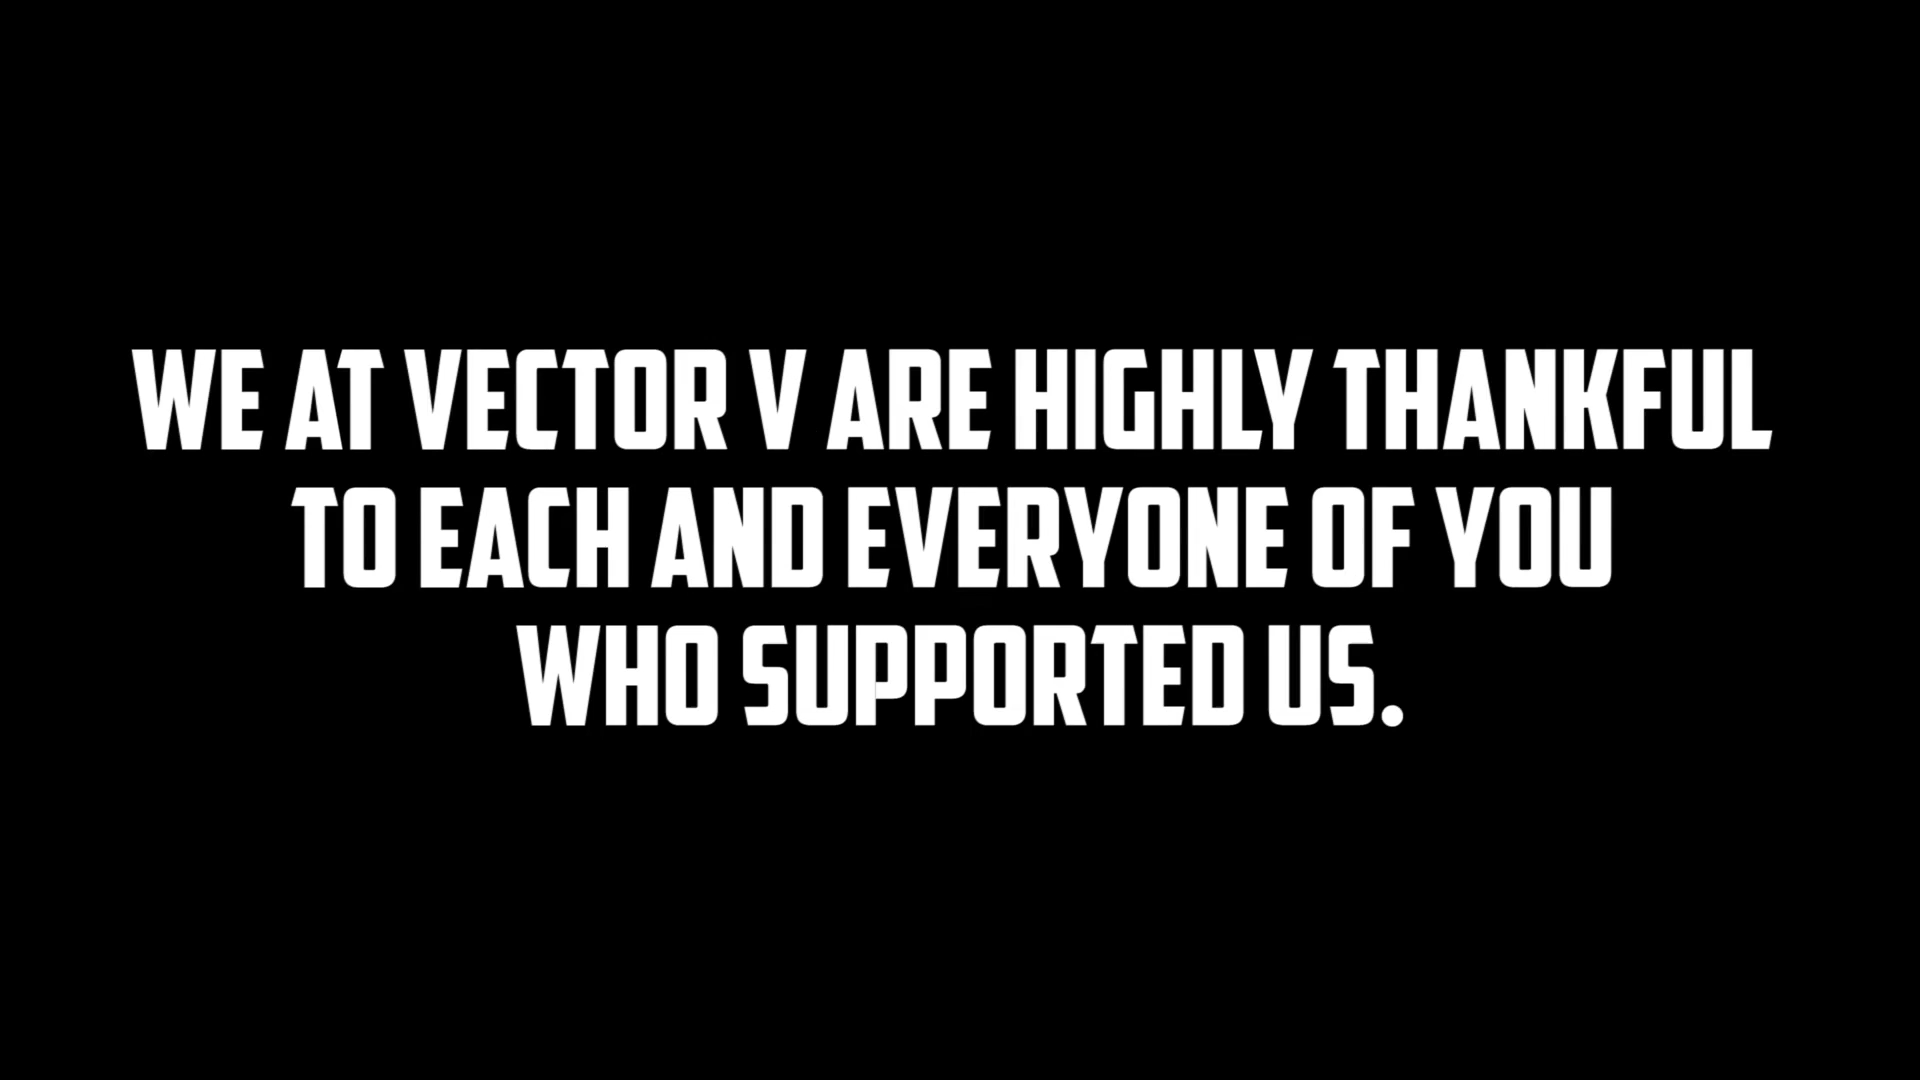 WE AT VECTOR V ARE HIGHLY THANKFUL
TO EACH AND EVERYONE OF YOU
WHO SUPPORTED US.